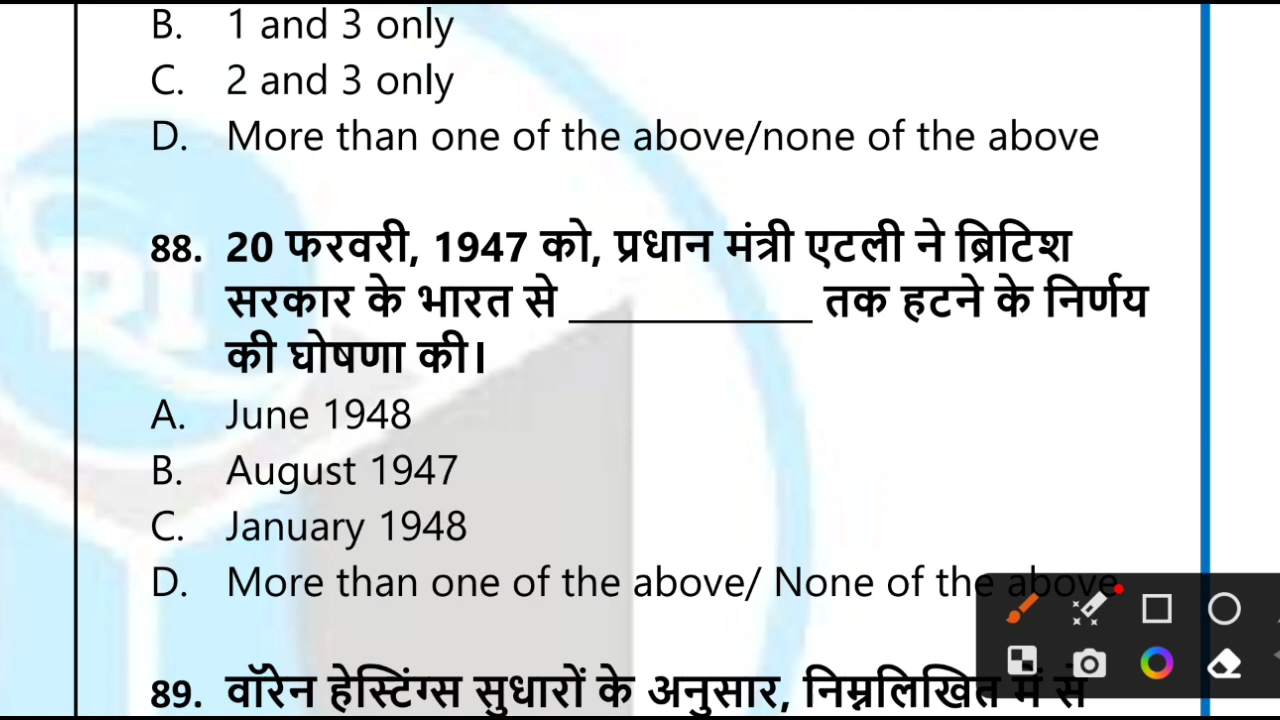 B. 1 and 3 only
C. 2 and 3 only
D. More than one of the above/none of the above
88. 20 फरवरी, 1947 को, प्रधान मंत्री एटली ने ब्रिटिश
सरकार के भारत से ____________ तक हटने के निर्णय
की घोषणा की।
A. June 1948
B. August 1947
C. January 1948
D. More than one of the above/ None of the above
89. वॉरेन हेस्टिंग्स सुधारों के अनुसार, निम्नलिखित में से